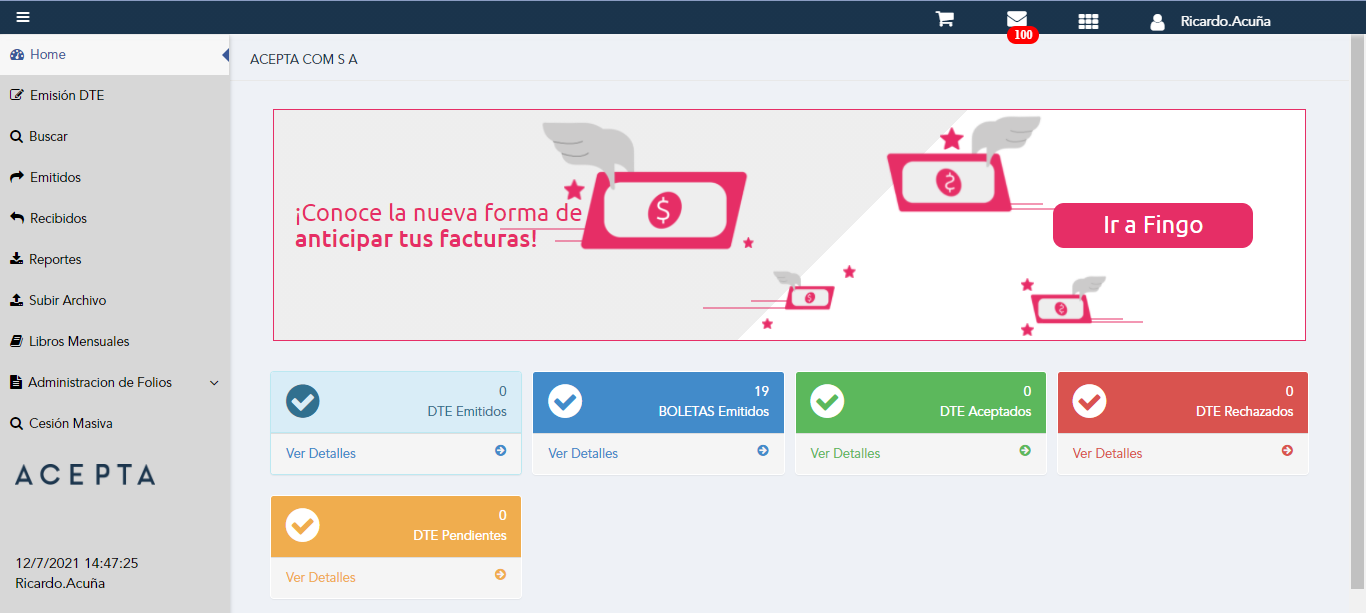 100
Ricardo.Acuña
Home
Emisión DTE
Buscar
Emitidos
Recibidos
Reportes
Subir Archivo
Libros Mensuales
Administracion de Folios
Cesión Masiva
ACEPTA
12/7/2021 14:47:25
Ricardo.Acuña
ACEPTA COM S A
¡Conoce la nueva forma de
anticipar tus facturas!
$
$
$
$
Ir a Fingo
0
DTE Emitidos
Ver Detalles
19
BOLETAS Emitidos
Ver Detalles
0
DTE Aceptados
Ver Detalles
0
DTE Rechazados
Ver Detalles
0
DTE Pendientes
Ver Detalles